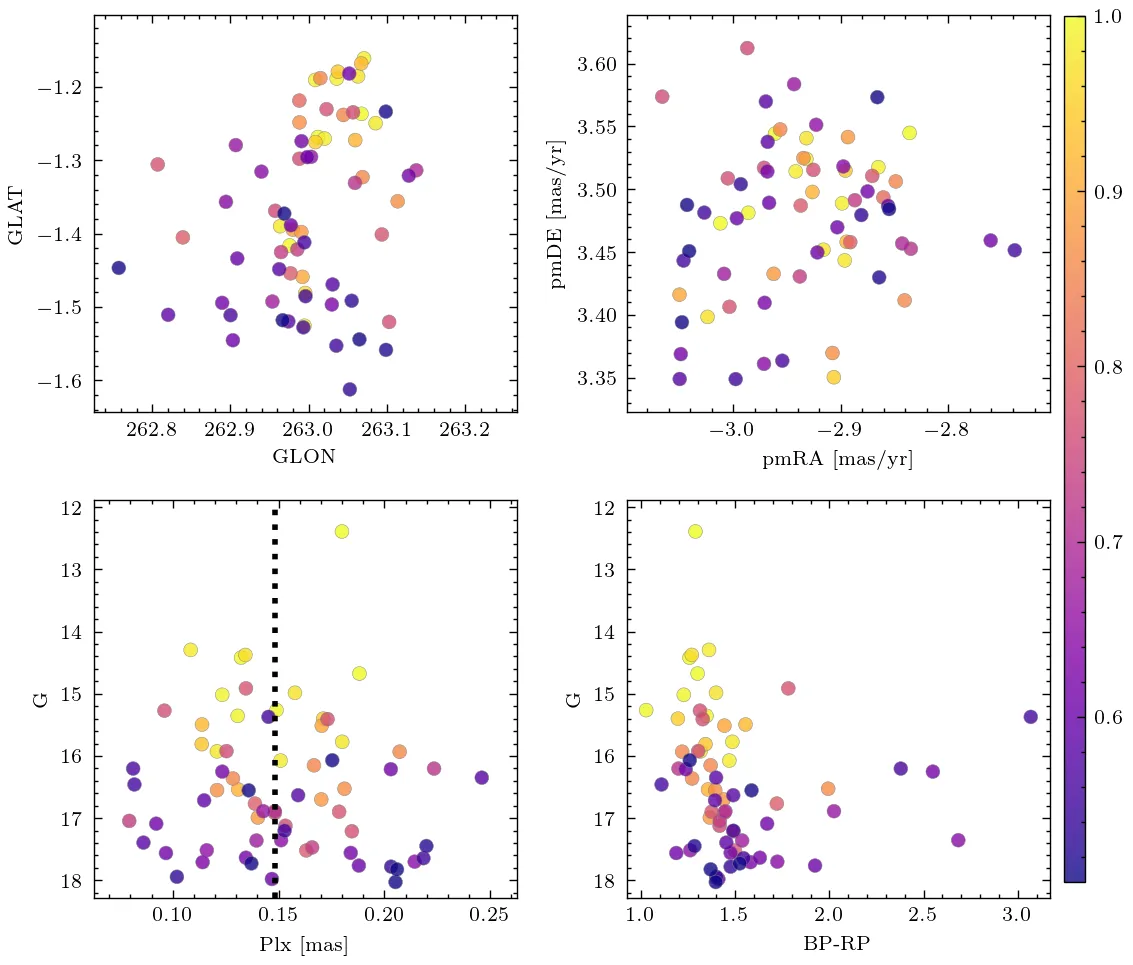 −1.2
−1.3
−1.4
−1.5
−1.6
GLAT
262.8 262.9 263.0 263.1 263.2
GLON
3.60
3.55
3.50
3.45
3.40
3.35
pmDE [mas/yr]
−3.0 −2.9 −2.8
pmRA [mas/yr]
1.0
0.9
0.8
0.7
0.6
12
13
14
15
16
17
18
G
0.10 0.15 0.20 0.25
Plx [mas]
12
13
14
15
16
17
18
G
1.0 1.5 2.0 2.5 3.0
BP-RP